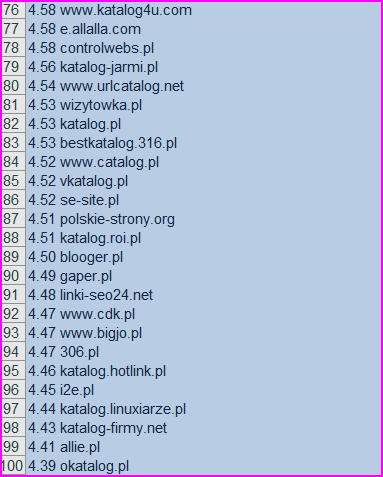 76 4.58 www.katalog4u.com
77 4.58 e.allalla.com
78 4.58 controlwebs.pl
79 4.56 katalog-jarmi.pl
80 4.54 www.urlcatalog.net
81 4.53 wizytowka.pl
82 4.53 katalog.pl
83 4.53 bestkatalog.316.pl
84 4.52 www.catalog.pl
85 4.52 vkatalog.pl
86 4.52 se-site.pl
87 4.51 polskie-strony.org
88 4.51 katalog.roi.pl
89 4.50 blooger.pl
90 4.49 gaper.pl
91 4.48 linki-seo24.net
92 4.47 www.cdk.pl
93 4.47 www.bigjo.pl
94 4.47 306.pl
95 4.46 katalog.hotlink.pl
96 4.45 i2e.pl
97 4.44 katalog.linuxiarze.pl
98 4.43 katalog-firmy.net
99 4.41 allie.pl
100 4.39 okatalog.pl